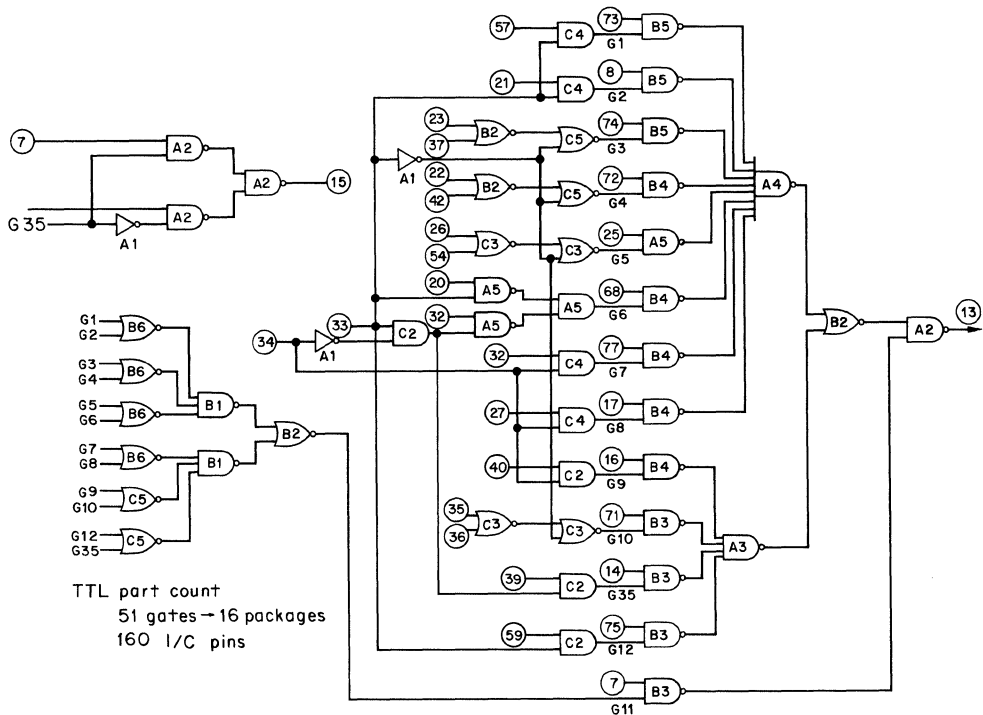 57 C4 73 G1 B5
21 C4 8 G2 B5
23 37 B2 C5 74 G3 B5
A1
22 42 B2 C5 72 G4 B4
A4
26 54 C3 C3 25 G5 A5
20 A5
32 A5 A5 68 G6 B4
34 A1 33 C2
32 C4 77 G7 B4
27 C4 17 G8 B4
40 C2 16 G9 B4
35 36 C3 C3 71 G10 B3
A3
39 C2 14 G35 B3
59 C2 75 G12 B3
7 G11 B3
B2 A2 13
7 A2
A2 15
G35 A1 A2
G1
G2 B6
G3
G4 B6
B1
G5
G6 B6
B2
G7
G8 B6
B1
G9
G10 C5
G12
G35 C5
TTL part count
51 gates → 16 packages
160 I/C pins